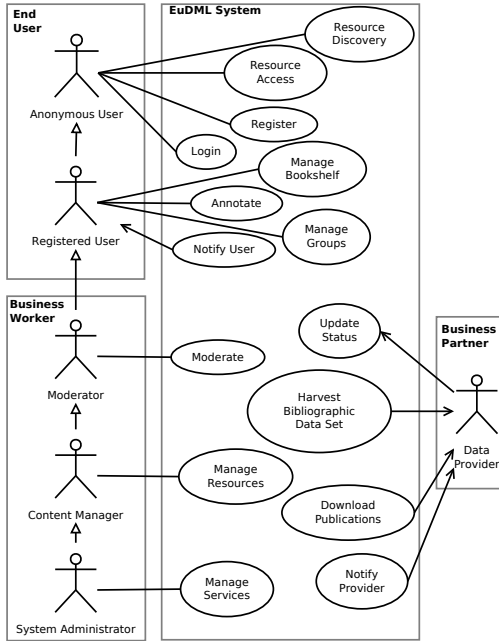 End
User
EuDML System
Resource
Discovery
Resource
Access
Anonymous User
Register
Login
Manage
Bookshelf
Annotate
Registered User
Manage
Groups
Notify User
Business
Worker
Update
Status
Business
Partner
Moderate
Moderator
Harvest
Bibliographic
Data Set
Data
Provider
Manage
Resources
Content Manager
Download
Publications
Notify
Provider
Manage
Services
System Administrator